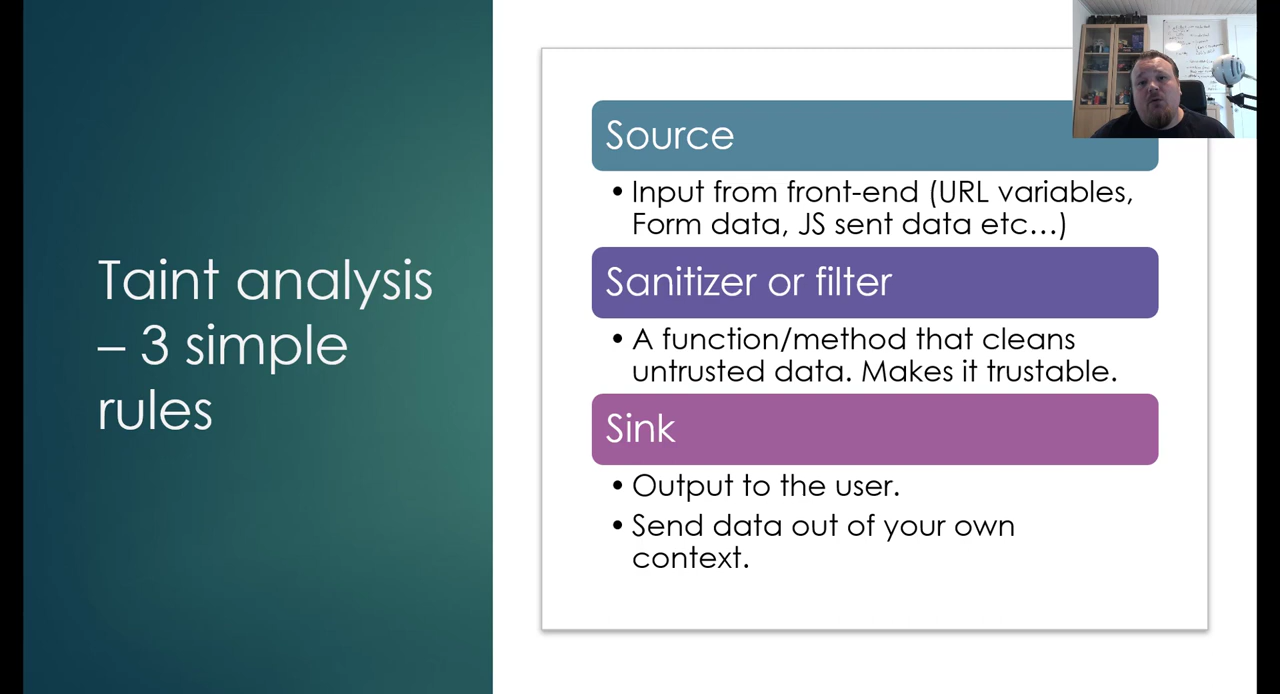 Taint analysis
– 3 simple
rules
Source
• Input from front-end (URL variables,
Form data, JS sent data etc…)
Sanitizer or filter
• A function/method that cleans
untrusted data. Makes it trustable.
Sink
• Output to the user.
• Send data out of your own
context.